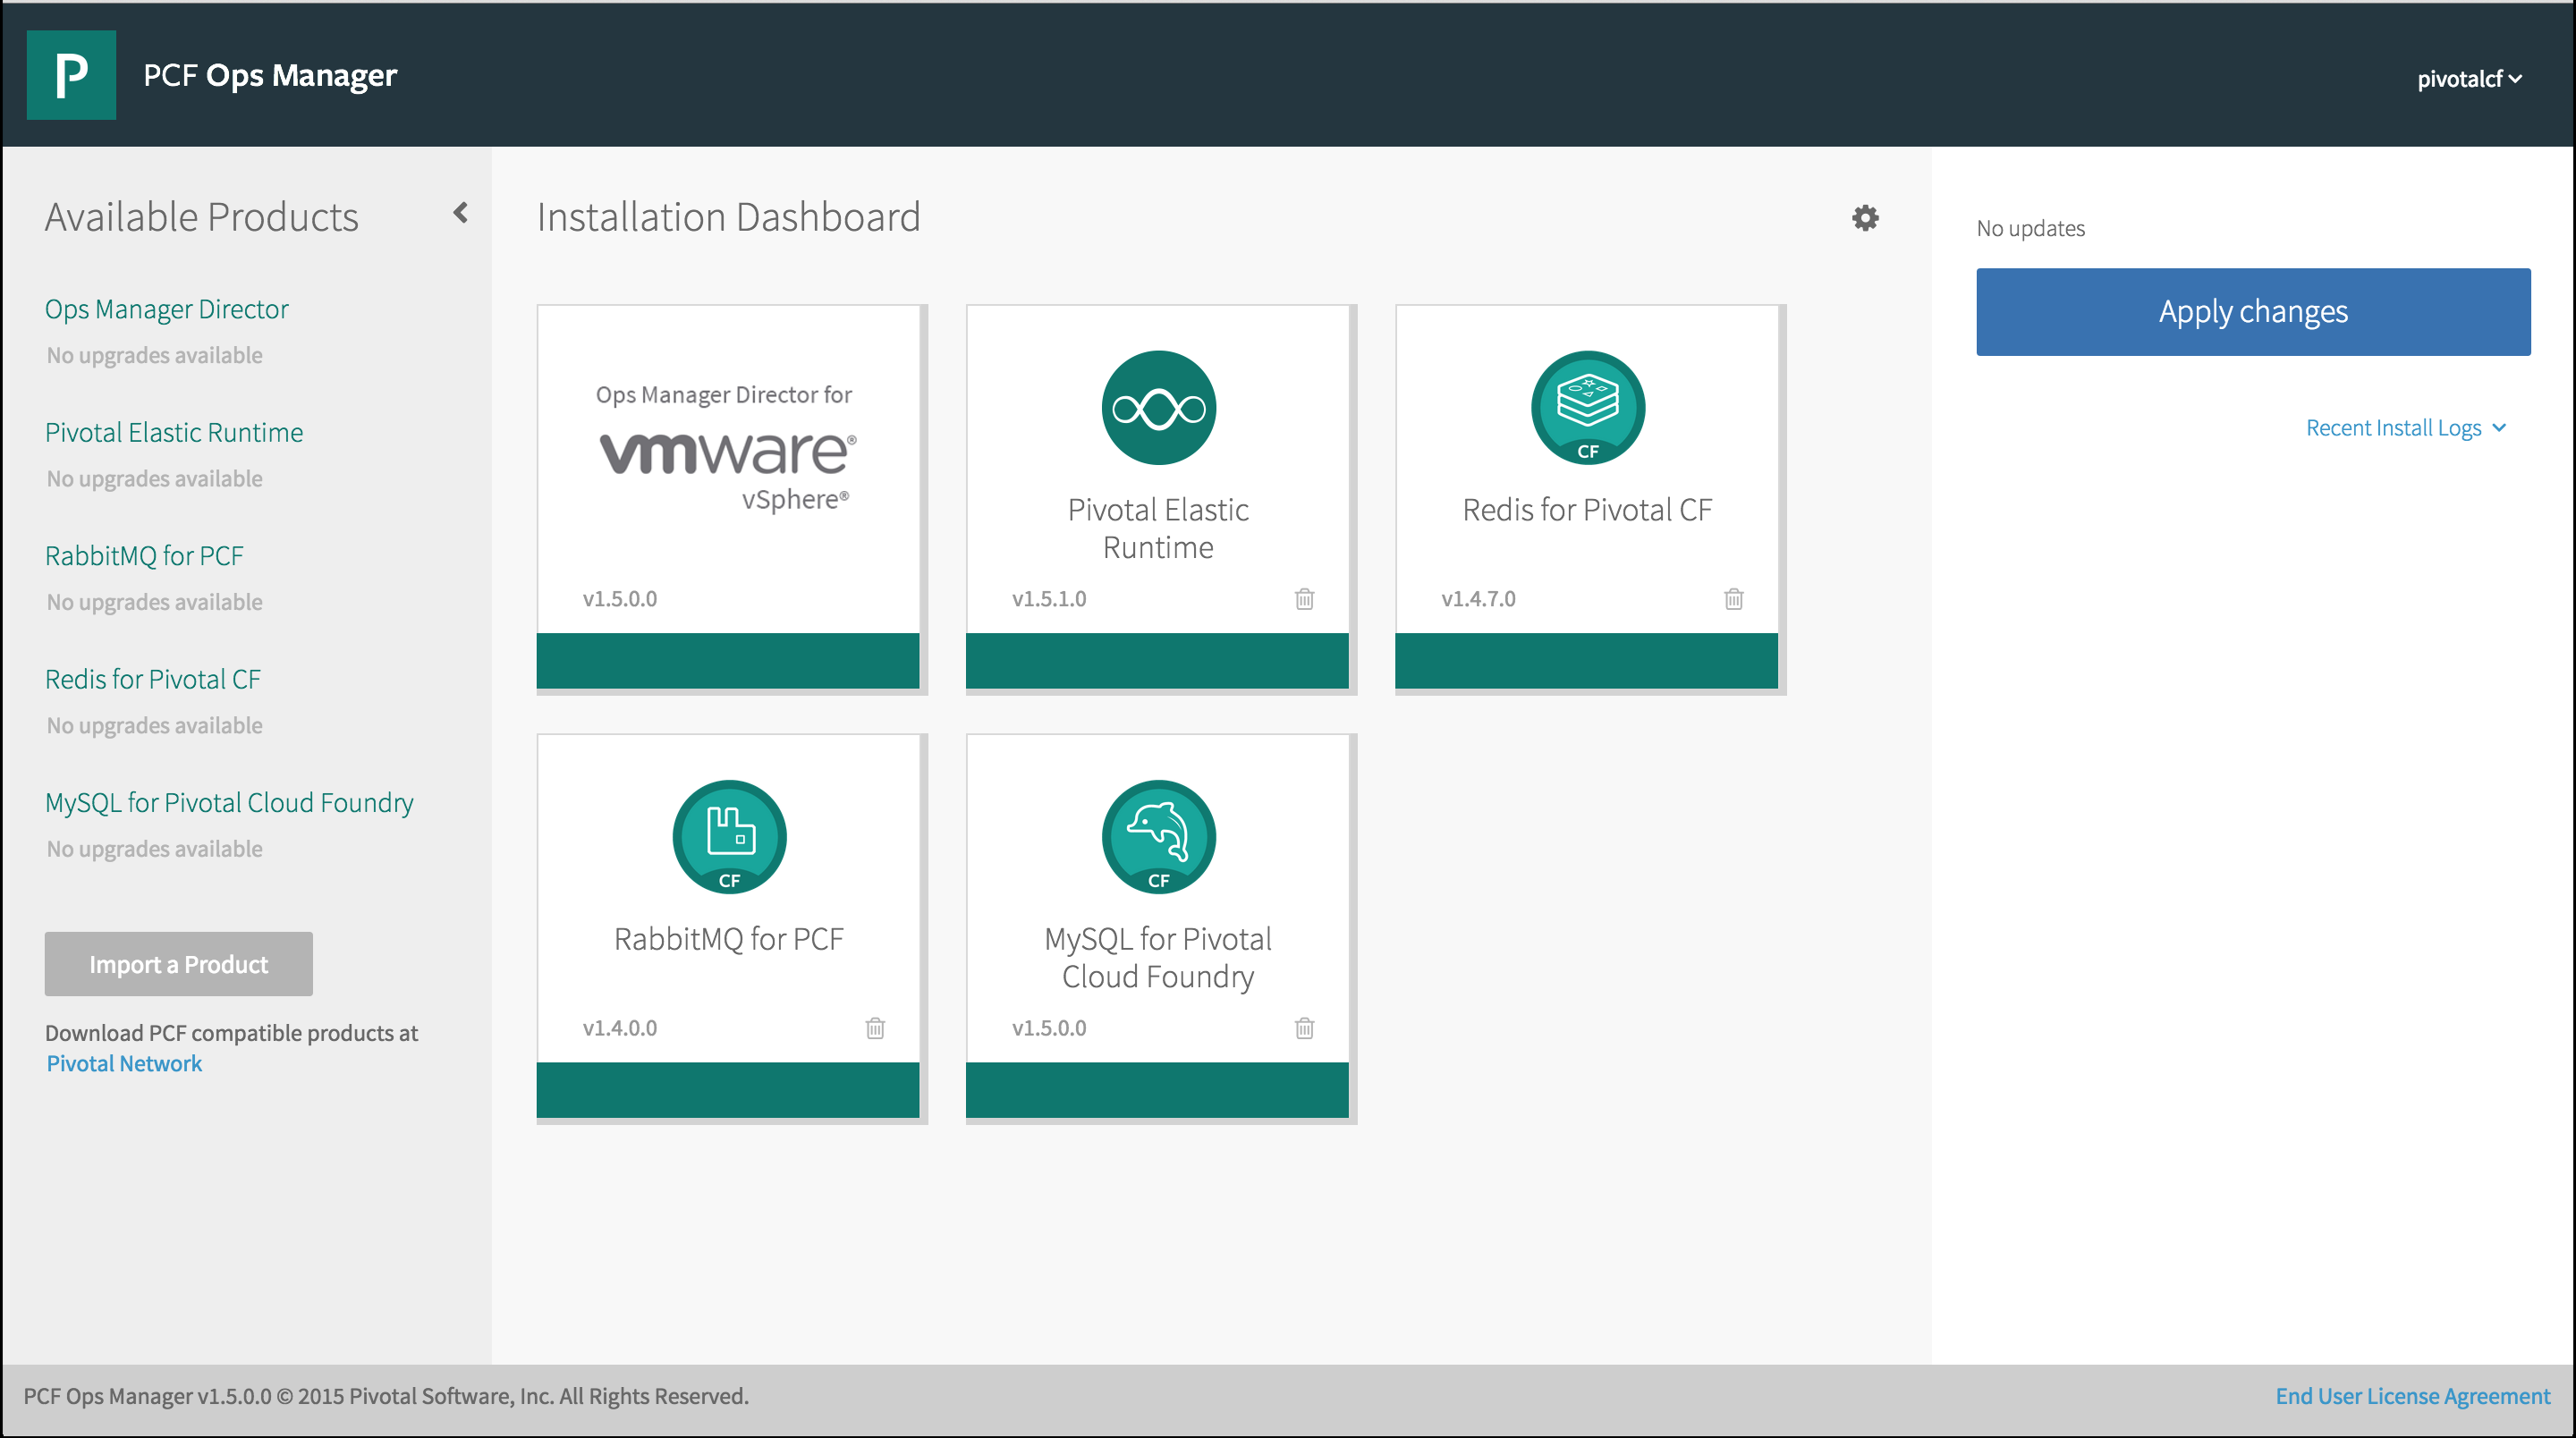 P
PCF Ops Manager
pivotalcf
Available Products
Ops Manager Director
No upgrades available
Pivotal Elastic Runtime
No upgrades available
RabbitMQ for PCF
No upgrades available
Redis for Pivotal CF
No upgrades available
MySQL for Pivotal Cloud Foundry
No upgrades available
Import a Product
Download PCF compatible products at
Pivotal Network
Installation Dashboard
Ops Manager Director for
vmware®
vSphere®
v1.5.0.0
Pivotal Elastic
Runtime
v1.5.1.0
CF
Redis for Pivotal CF
v1.4.7.0
CF
RabbitMQ for PCF
v1.4.0.0
CF
MySQL for Pivotal
Cloud Foundry
v1.5.0.0
No updates
Apply changes
Recent Install Logs
PCF Ops Manager v1.5.0.0 © 2015 Pivotal Software, Inc. All Rights Reserved.
End User License Agreement